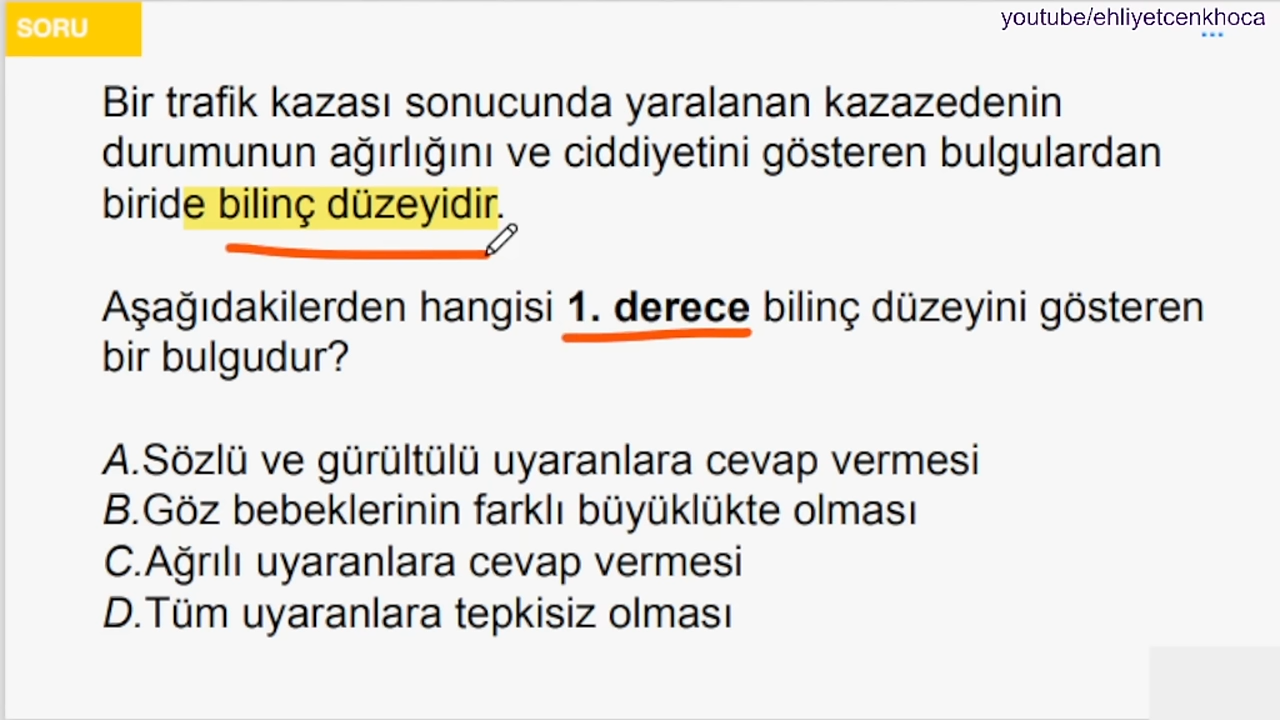 SORU
youtube/ehliyetcenkhoca
Bir trafik kazası sonucunda yaralanan kazazedenin
durumunun ağırlığını ve ciddiyetini gösteren bulgulardan
biride bilinç düzeyidir.
Aşağıdakilerden hangisi 1. derece bilinç düzeyini gösteren
bir bulgudur?
A.Sözlü ve gürültülü uyaranlara cevap vermesi
B.Göz bebeklerinin farklı büyüklükte olması
C.Ağrılı uyaranlara cevap vermesi
D.Tüm uyaranlara tepkisiz olması